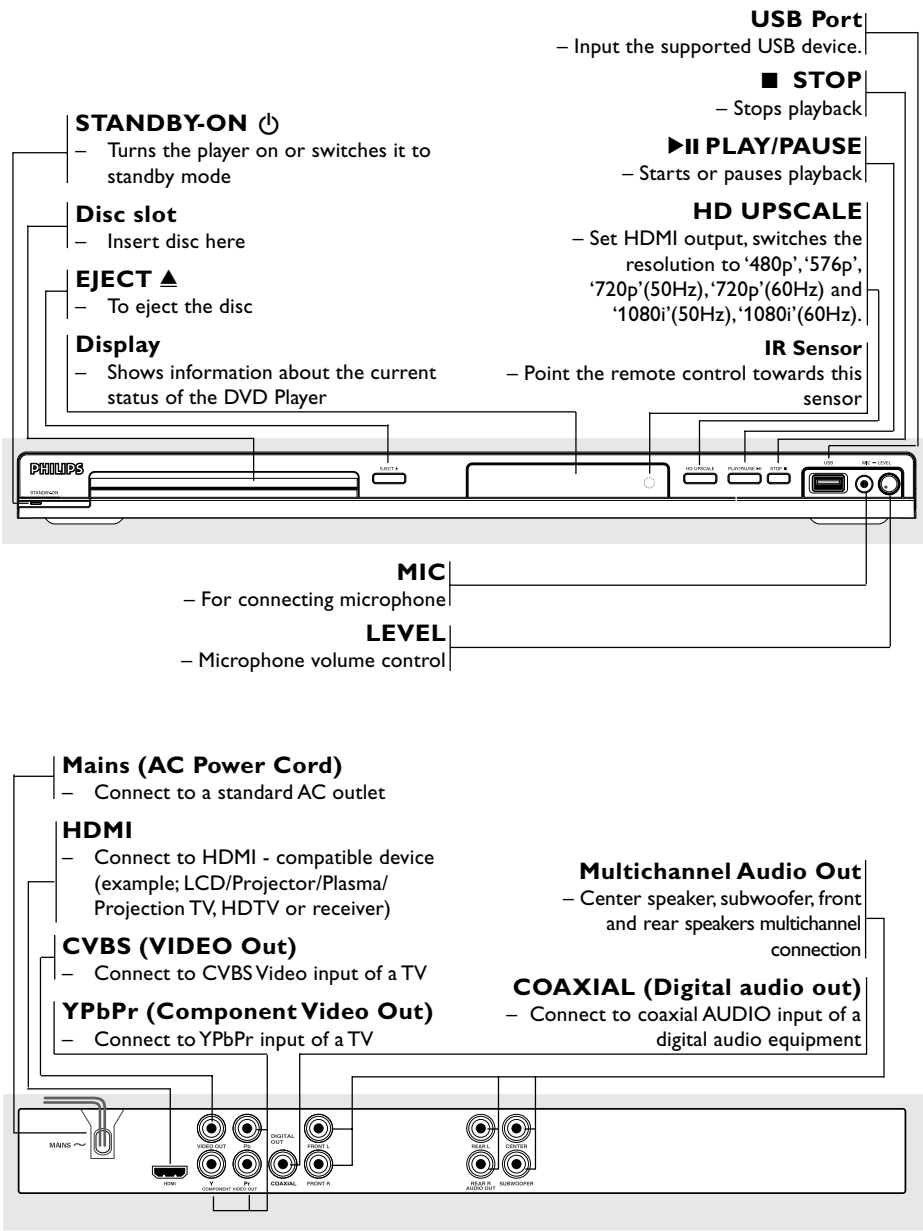 USB Port
– Input the supported USB device.
■ STOP
– Stops playback
STANDBY-ON ⏻
– Turns the player on or switches it to
standby mode
►II PLAY/PAUSE
– Starts or pauses playback
Disc slot
– Insert disc here
HD UPSCALE
– Set HDMI output, switches the
resolution to ‘480p’, ‘576p’,
‘720p’(50Hz), ‘720p’(60Hz) and
‘1080i’(50Hz), ‘1080i’(60Hz).
EJECT ▲
– To eject the disc
Display
– Shows information about the current
status of the DVD Player
IR Sensor
– Point the remote control towards this
sensor
PHILIPS
STANDBY-ON
EJECT ▲
HD UPSCALE
PLAY/PAUSE ►II
STOP ■
USB
MIC – LEVEL
MIC
– For connecting microphone
LEVEL
– Microphone volume control
Mains (AC Power Cord)
– Connect to a standard AC outlet
HDMI
– Connect to HDMI - compatible device
(example; LCD/Projector/Plasma/
Projection TV, HDTV or receiver)
CVBS (VIDEO Out)
– Connect to CVBS Video input of a TV
YPbPr (Component Video Out)
– Connect to YPbPr input of a TV
Multichannel Audio Out
– Center speaker, subwoofer, front
and rear speakers multichannel
connection
COAXIAL (Digital audio out)
– Connect to coaxial AUDIO input of a
digital audio equipment
MAINS ~
HDMI
VIDEO OUT
Pb
DIGITAL
OUT
FRONT L
REAR L
CENTER
Y
Pr
COMPONENT VIDEO OUT
COAXIAL
FRONT R
REAR R
AUDIO OUT
SUBWOOFER